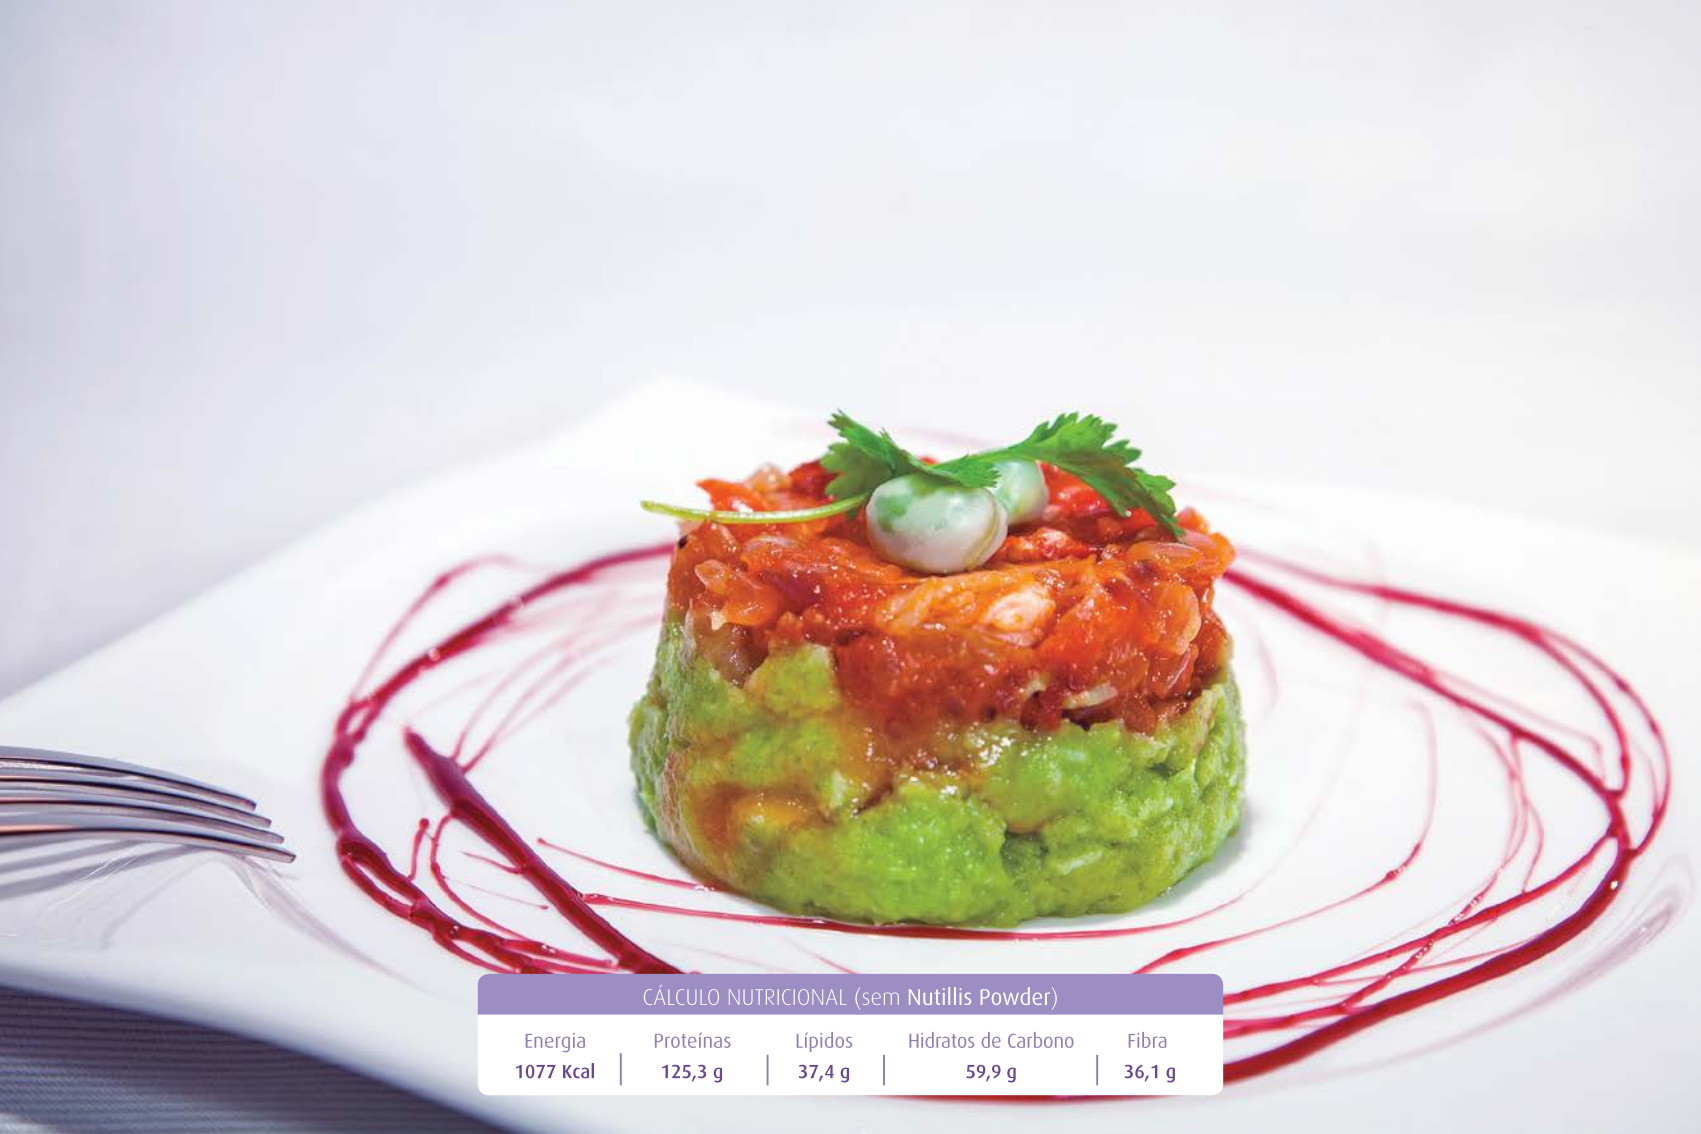 CÁLCULO NUTRICIONAL (sem Nutillis Powder)
Energia Proteínas Lípidos Hidratos de Carbono Fibra
1077 Kcal 125,3 g 37,4 g 59,9 g 36,1 g